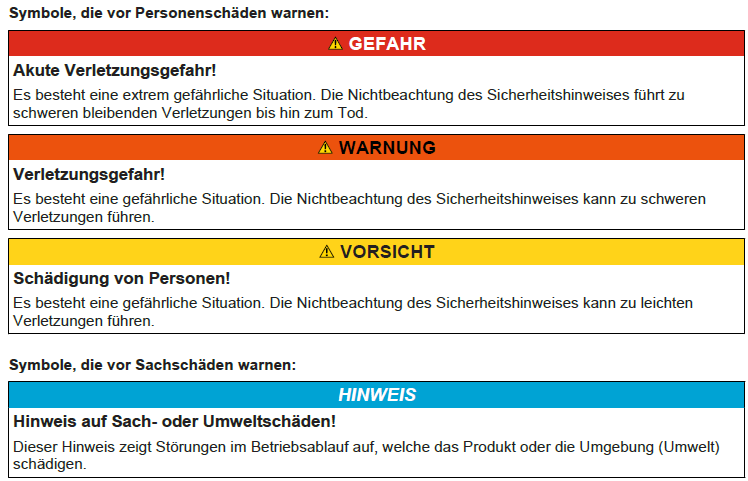 Symbole, die vor Personenschäden warnen:
GEFAHR
Akute Verletzungsgefahr!
Es besteht eine extrem gefährliche Situation. Die Nichtbeachtung des Sicherheitshinweises führt zu
schweren bleibenden Verletzungen bis hin zum Tod.
WARNUNG
Verletzungsgefahr!
Es besteht eine gefährliche Situation. Die Nichtbeachtung des Sicherheitshinweises kann zu schweren
Verletzungen führen.
VORSICHT
Schädigung von Personen!
Es besteht eine gefährliche Situation. Die Nichtbeachtung des Sicherheitshinweises kann zu leichten
Verletzungen führen.
Symbole, die vor Sachschäden warnen:
HINWEIS
Hinweis auf Sach- oder Umweltschäden!
Dieser Hinweis zeigt Störungen im Betriebsablauf auf, welche das Produkt oder die Umgebung (Umwelt)
schädigen.